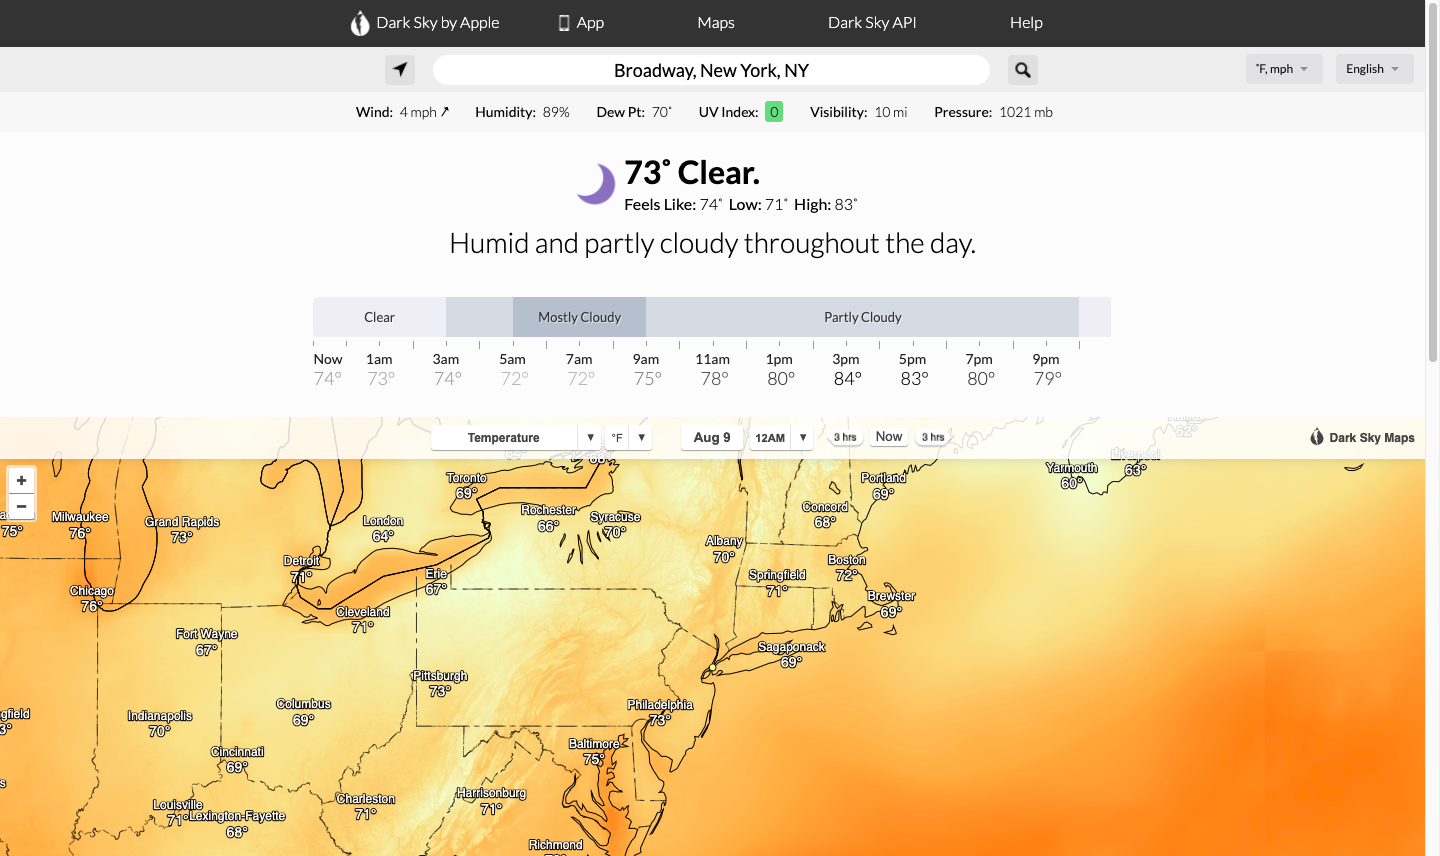 Dark Sky by Apple App Maps Dark Sky API Help
Broadway, New York, NY
˚F, mph English
Wind: 4 mph Humidity: 89% Dew Pt: 70˚ UV Index: 0 Visibility: 10 mi Pressure: 1021 mb
73˚ Clear.
Feels Like: 74˚ Low: 71˚ High: 83˚
Humid and partly cloudy throughout the day.
Clear Mostly Cloudy Partly Cloudy
Now 1am 3am 5am 7am 9am 11am 1pm 3pm 5pm 7pm 9pm
74° 73° 74° 72° 72° 75° 78° 80° 84° 83° 80° 79°
Temperature ▼ °F ▼ Aug 9 12AM ▼ 3 hrs Now 3 hrs
Dark Sky Maps
62°
64°
Liverpool
63°
Yarmouth
60°
Toronto
69°
Portland
69°
+
−
Milwaukee
76°
75°
Grand Rapids
73°
London
64°
Rochester
66°
Syracuse
70°
Concord
68°
Albany
70°
Boston
72°
Detroit
71°
Erie
67°
Springfield
71°
Chicago
76°
Brewster
69°
Cleveland
71°
Fort Wayne
67°
Sagaponack
69°
Pittsburgh
73°
Columbus
69°
Philadelphia
73°
gfield
3°
Indianapolis
70°
Cincinnati
69°
Baltimore
75°
s
Louisville
71°
Lexington-Fayette
68°
Charleston
71°
Harrisonburg
71°
Richmond